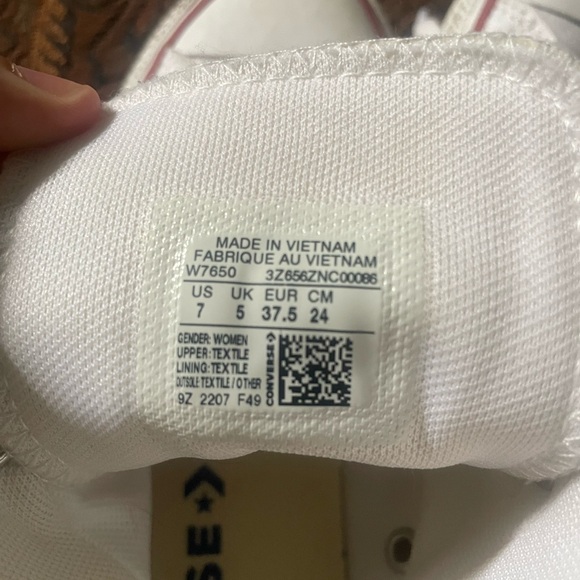 MADE IN VIETNAM
FABRIQUE AU VIETNAM
W7650 3Z656ZNC00086
US UK EUR CM
7 5 37.5 24
GENDER: WOMEN
UPPER: TEXTILE
LINING: TEXTILE
OUTSOLE: TEXTILE / OTHER
9Z 2207 F49
CONVERSE
SE